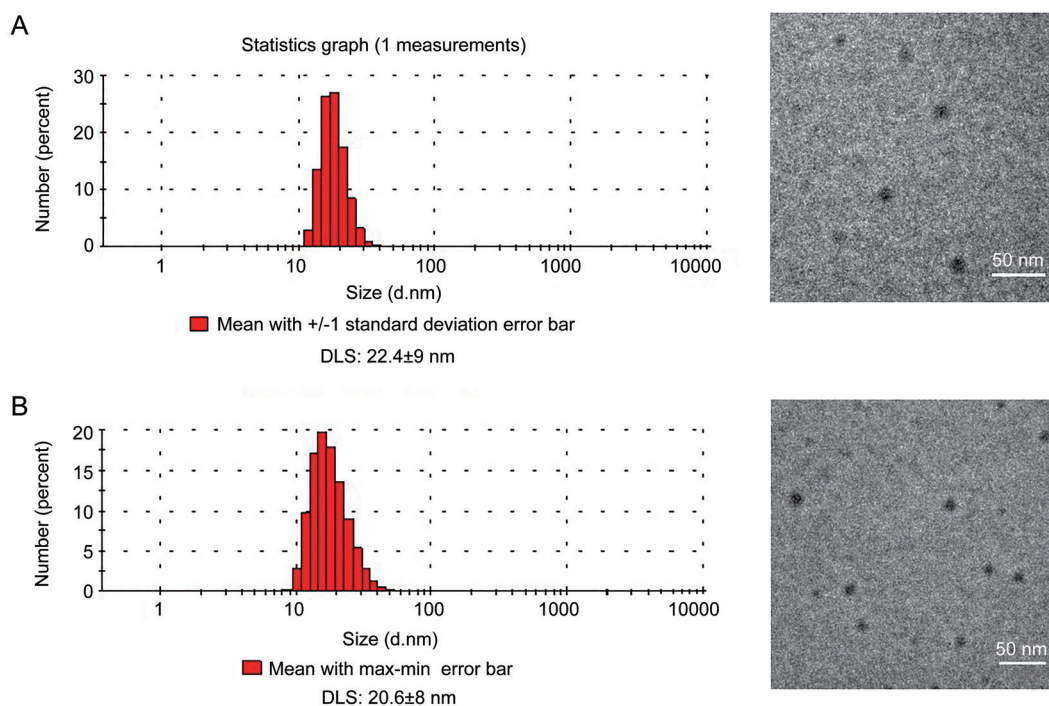 A
Statistics graph (1 measurements)
Number (percent)
30
20
10
0
1
10
100
1000
10000
Size (d.nm)
Mean with +/-1 standard deviation error bar
DLS: 22.4±9 nm
50 nm
B
Number (percent)
20
15
10
5
0
1
10
100
1000
10000
Size (d.nm)
Mean with max-min error bar
DLS: 20.6±8 nm
50 nm